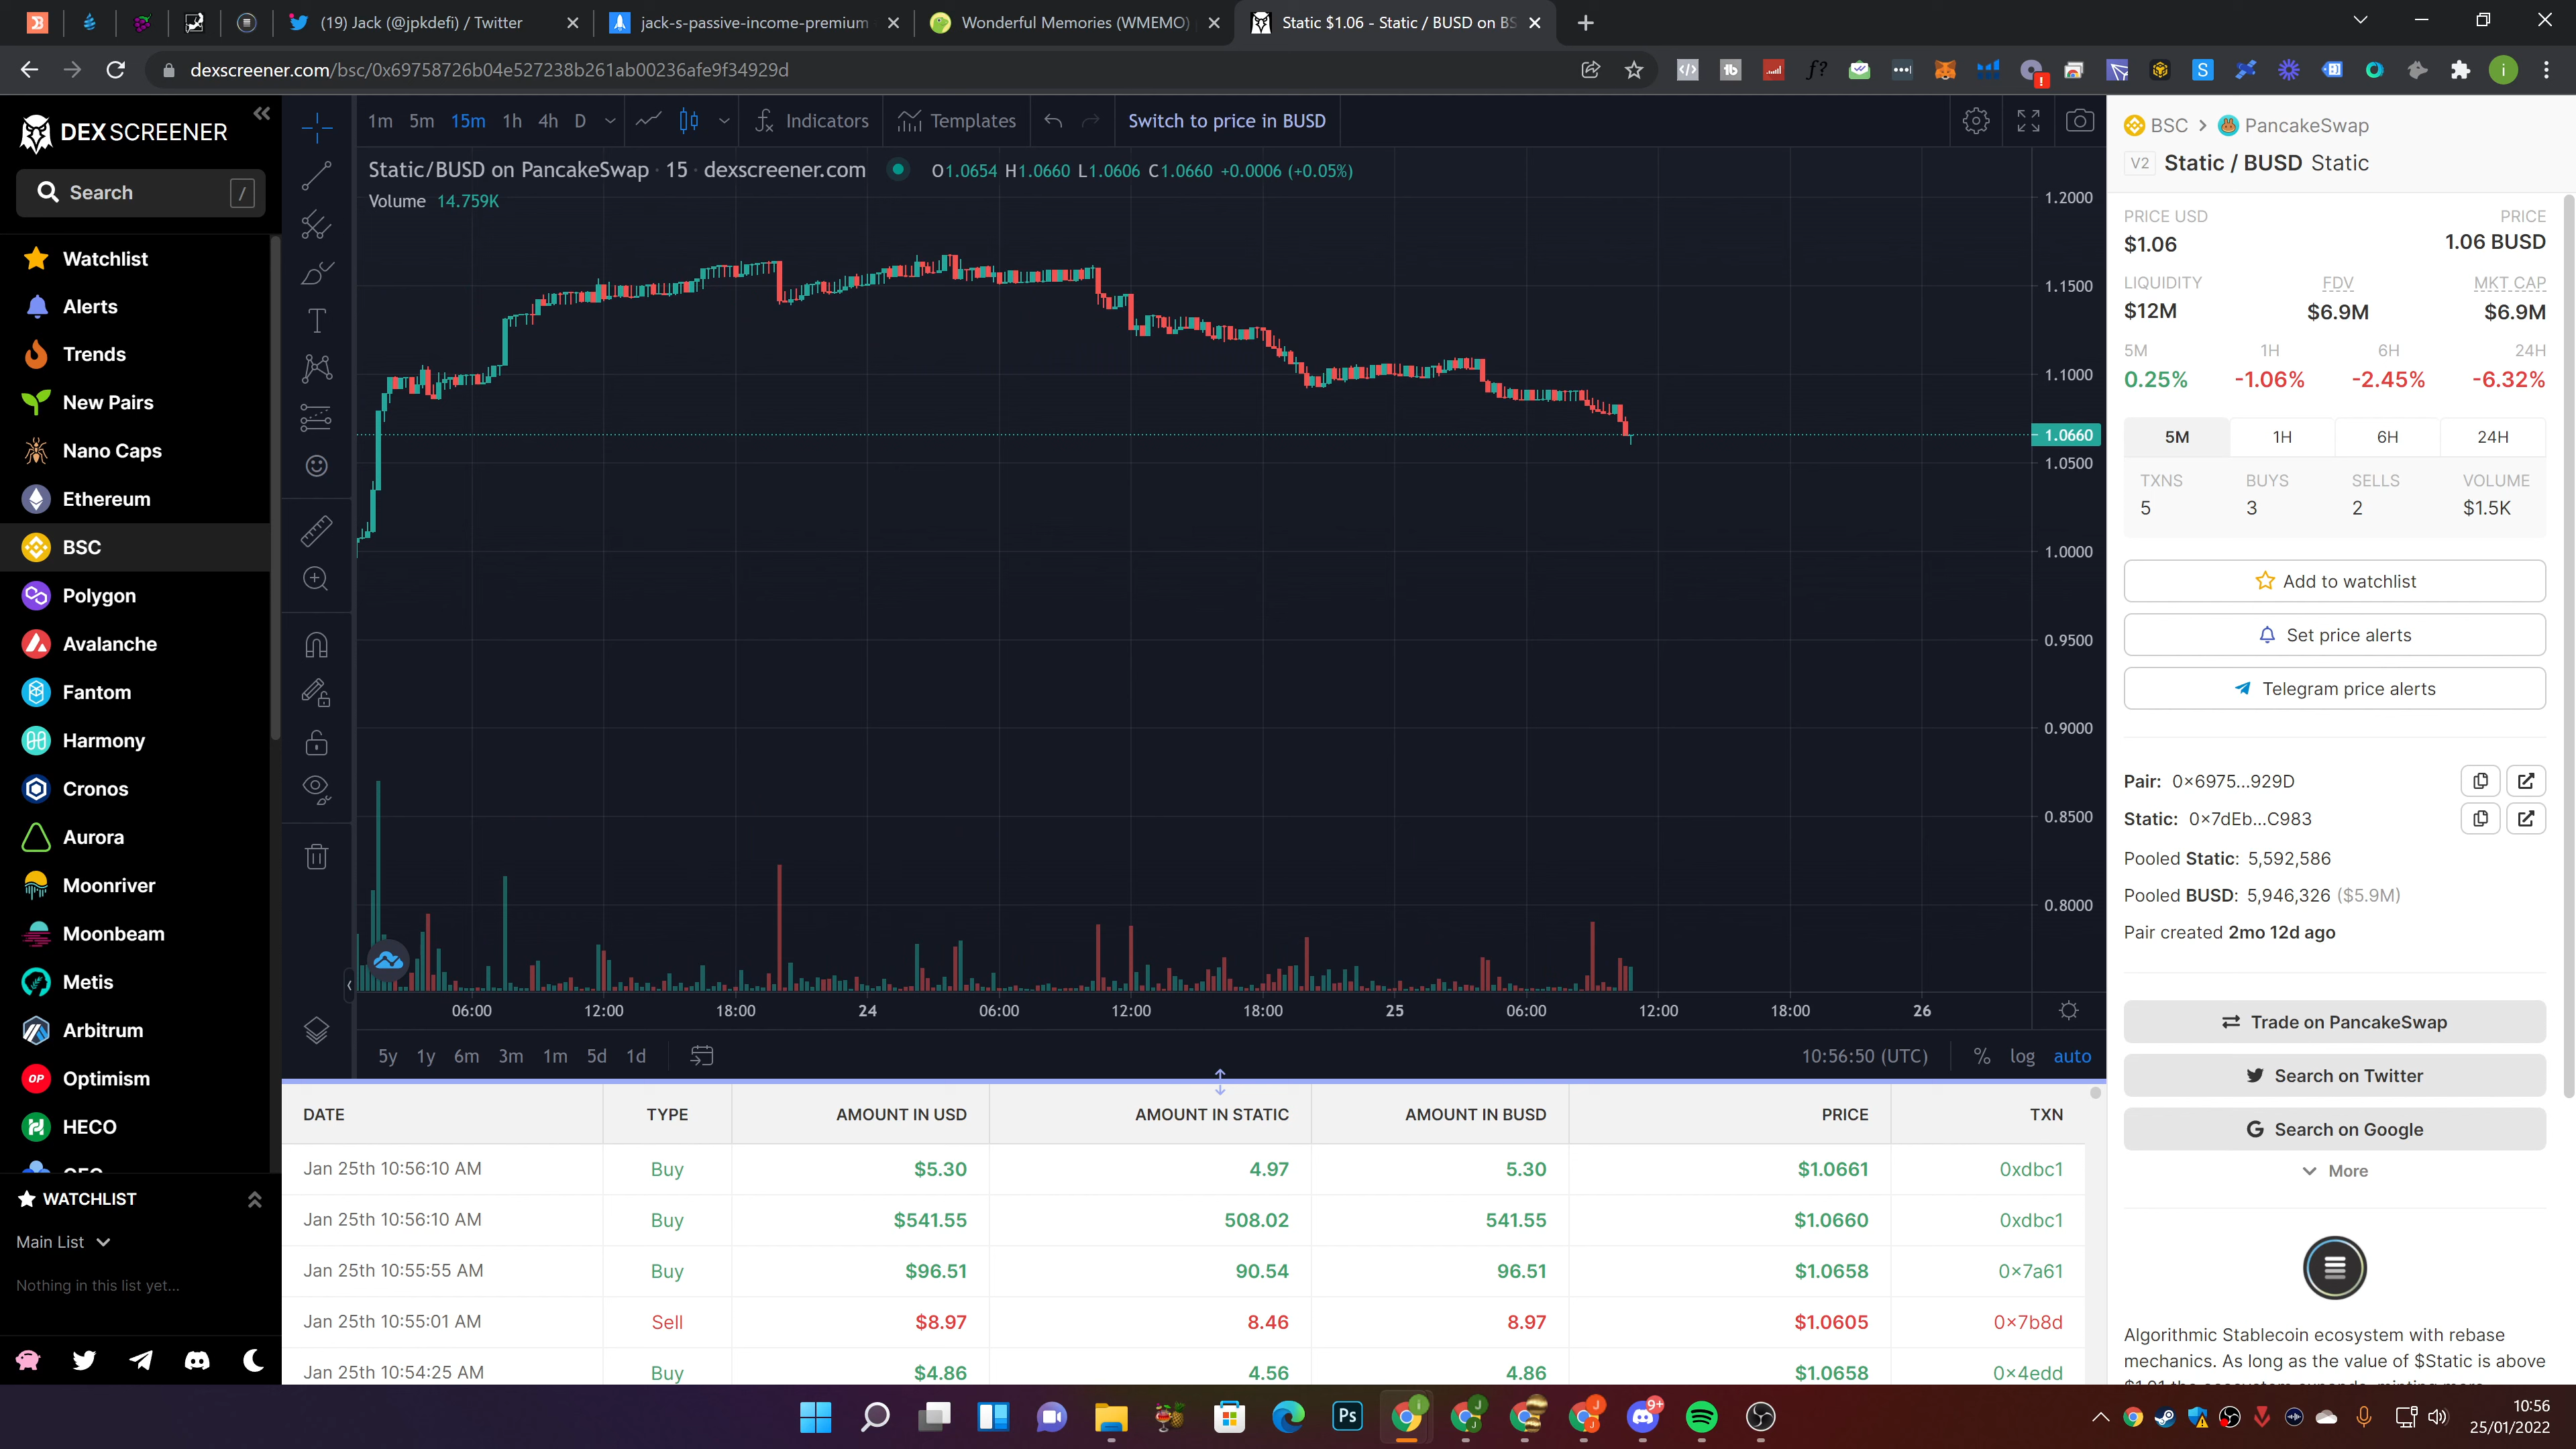 (19) Jack (@jpkdefi) / Twitter
jack-s-passive-income-premium
Wonderful Memories (WMEMO)
Static $1.06 - Static / BUSD on BS
dexscreener.com/bsc/0x69758726b04e527238b261ab00236afe9f34929d
DEX SCREENER
Search /
Watchlist
Alerts
Trends
New Pairs
Nano Caps
Ethereum
BSC
Polygon
Avalanche
Fantom
Harmony
Cronos
Aurora
Moonriver
Moonbeam
Metis
Arbitrum
OP Optimism
HECO
WATCHLIST
Main List
Nothing in this list yet...
1m 5m 15m 1h 4h D Indicators Templates Switch to price in BUSD
Static/BUSD on PancakeSwap · 15 · dexscreener.com O1.0654 H1.0660 L1.0606 C1.0660 +0.0006 (+0.05%)
Volume 14.759K
1.2000
1.1500
1.1000
1.0660
1.0500
1.0000
0.9500
0.9000
0.8500
0.8000
06:00 12:00 18:00 24 06:00 12:00 18:00 25 06:00 12:00 18:00 26
5y 1y 6m 3m 1m 5d 1d 10:56:50 (UTC) % log auto
DATE TYPE AMOUNT IN USD AMOUNT IN STATIC AMOUNT IN BUSD PRICE TXN
Jan 25th 10:56:10 AM Buy $5.30 4.97 5.30 $1.0661 0xdbc1
Jan 25th 10:56:10 AM Buy $541.55 508.02 541.55 $1.0660 0xdbc1
Jan 25th 10:55:55 AM Buy $96.51 90.54 96.51 $1.0658 0x7a61
Jan 25th 10:55:01 AM Sell $8.97 8.46 8.97 $1.0605 0x7b8d
Jan 25th 10:54:25 AM Buy $4.86 4.56 4.86 $1.0658 0x4edd
BSC > PancakeSwap
V2 Static / BUSD Static
PRICE USD PRICE
$1.06 1.06 BUSD
LIQUIDITY FDV MKT CAP
$12M $6.9M $6.9M
5M 1H 6H 24H
0.25% -1.06% -2.45% -6.32%
5M 1H 6H 24H
TXNS BUYS SELLS VOLUME
5 3 2 $1.5K
Add to watchlist
Set price alerts
Telegram price alerts
Pair: 0x6975...929D
Static: 0x7dEb...C983
Pooled Static: 5,592,586
Pooled BUSD: 5,946,326 ($5.9M)
Pair created 2mo 12d ago
Trade on PancakeSwap
Search on Twitter
Search on Google
More
Algorithmic Stablecoin ecosystem with rebase
mechanics. As long as the value of $Static is above
Ps
9+
10:56
25/01/2022